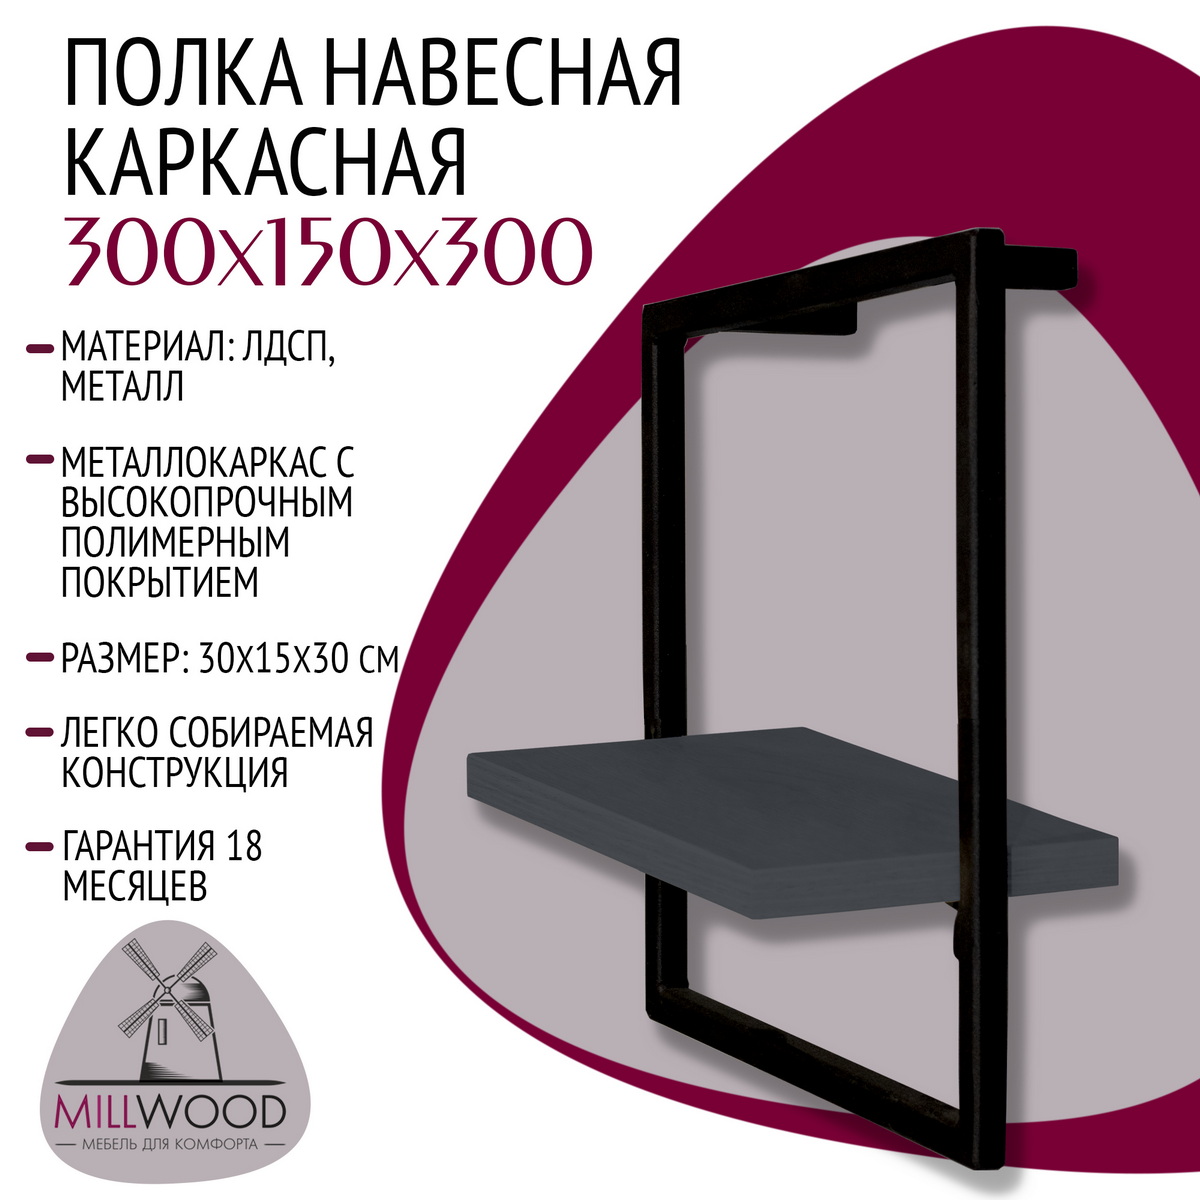 ПОЛКА НАВЕСНАЯ
КАРКАСНАЯ
300х150х300
МАТЕРИАЛ: ЛДСП,
МЕТАЛЛ
МЕТАЛЛОКАРКАС С
ВЫСОКОПРОЧНЫМ
ПОЛИМЕРНЫМ
ПОКРЫТИЕМ
РАЗМЕР: 30Х15Х30 СМ
ЛЕГКО СОБИРАЕМАЯ
КОНСТРУКЦИЯ
ГАРАНТИЯ 18
МЕСЯЦЕВ
MILLWOOD
МЕБЕЛЬ ДЛЯ КОМФОРТА